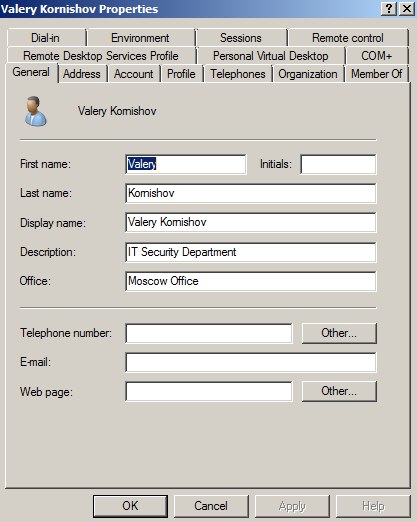 Valery Kornishov Properties
Dial-in Environment Sessions Remote control
Remote Desktop Services Profile Personal Virtual Desktop COM+
General Address Account Profile Telephones Organization Member Of
Valery Kornishov
First name: Valery Initials:
Last name: Kornishov
Display name: Valery Kornishov
Description: IT Security Department
Office: Moscow Office
Telephone number: Other...
E-mail:
Web page: Other...
OK Cancel Apply Help